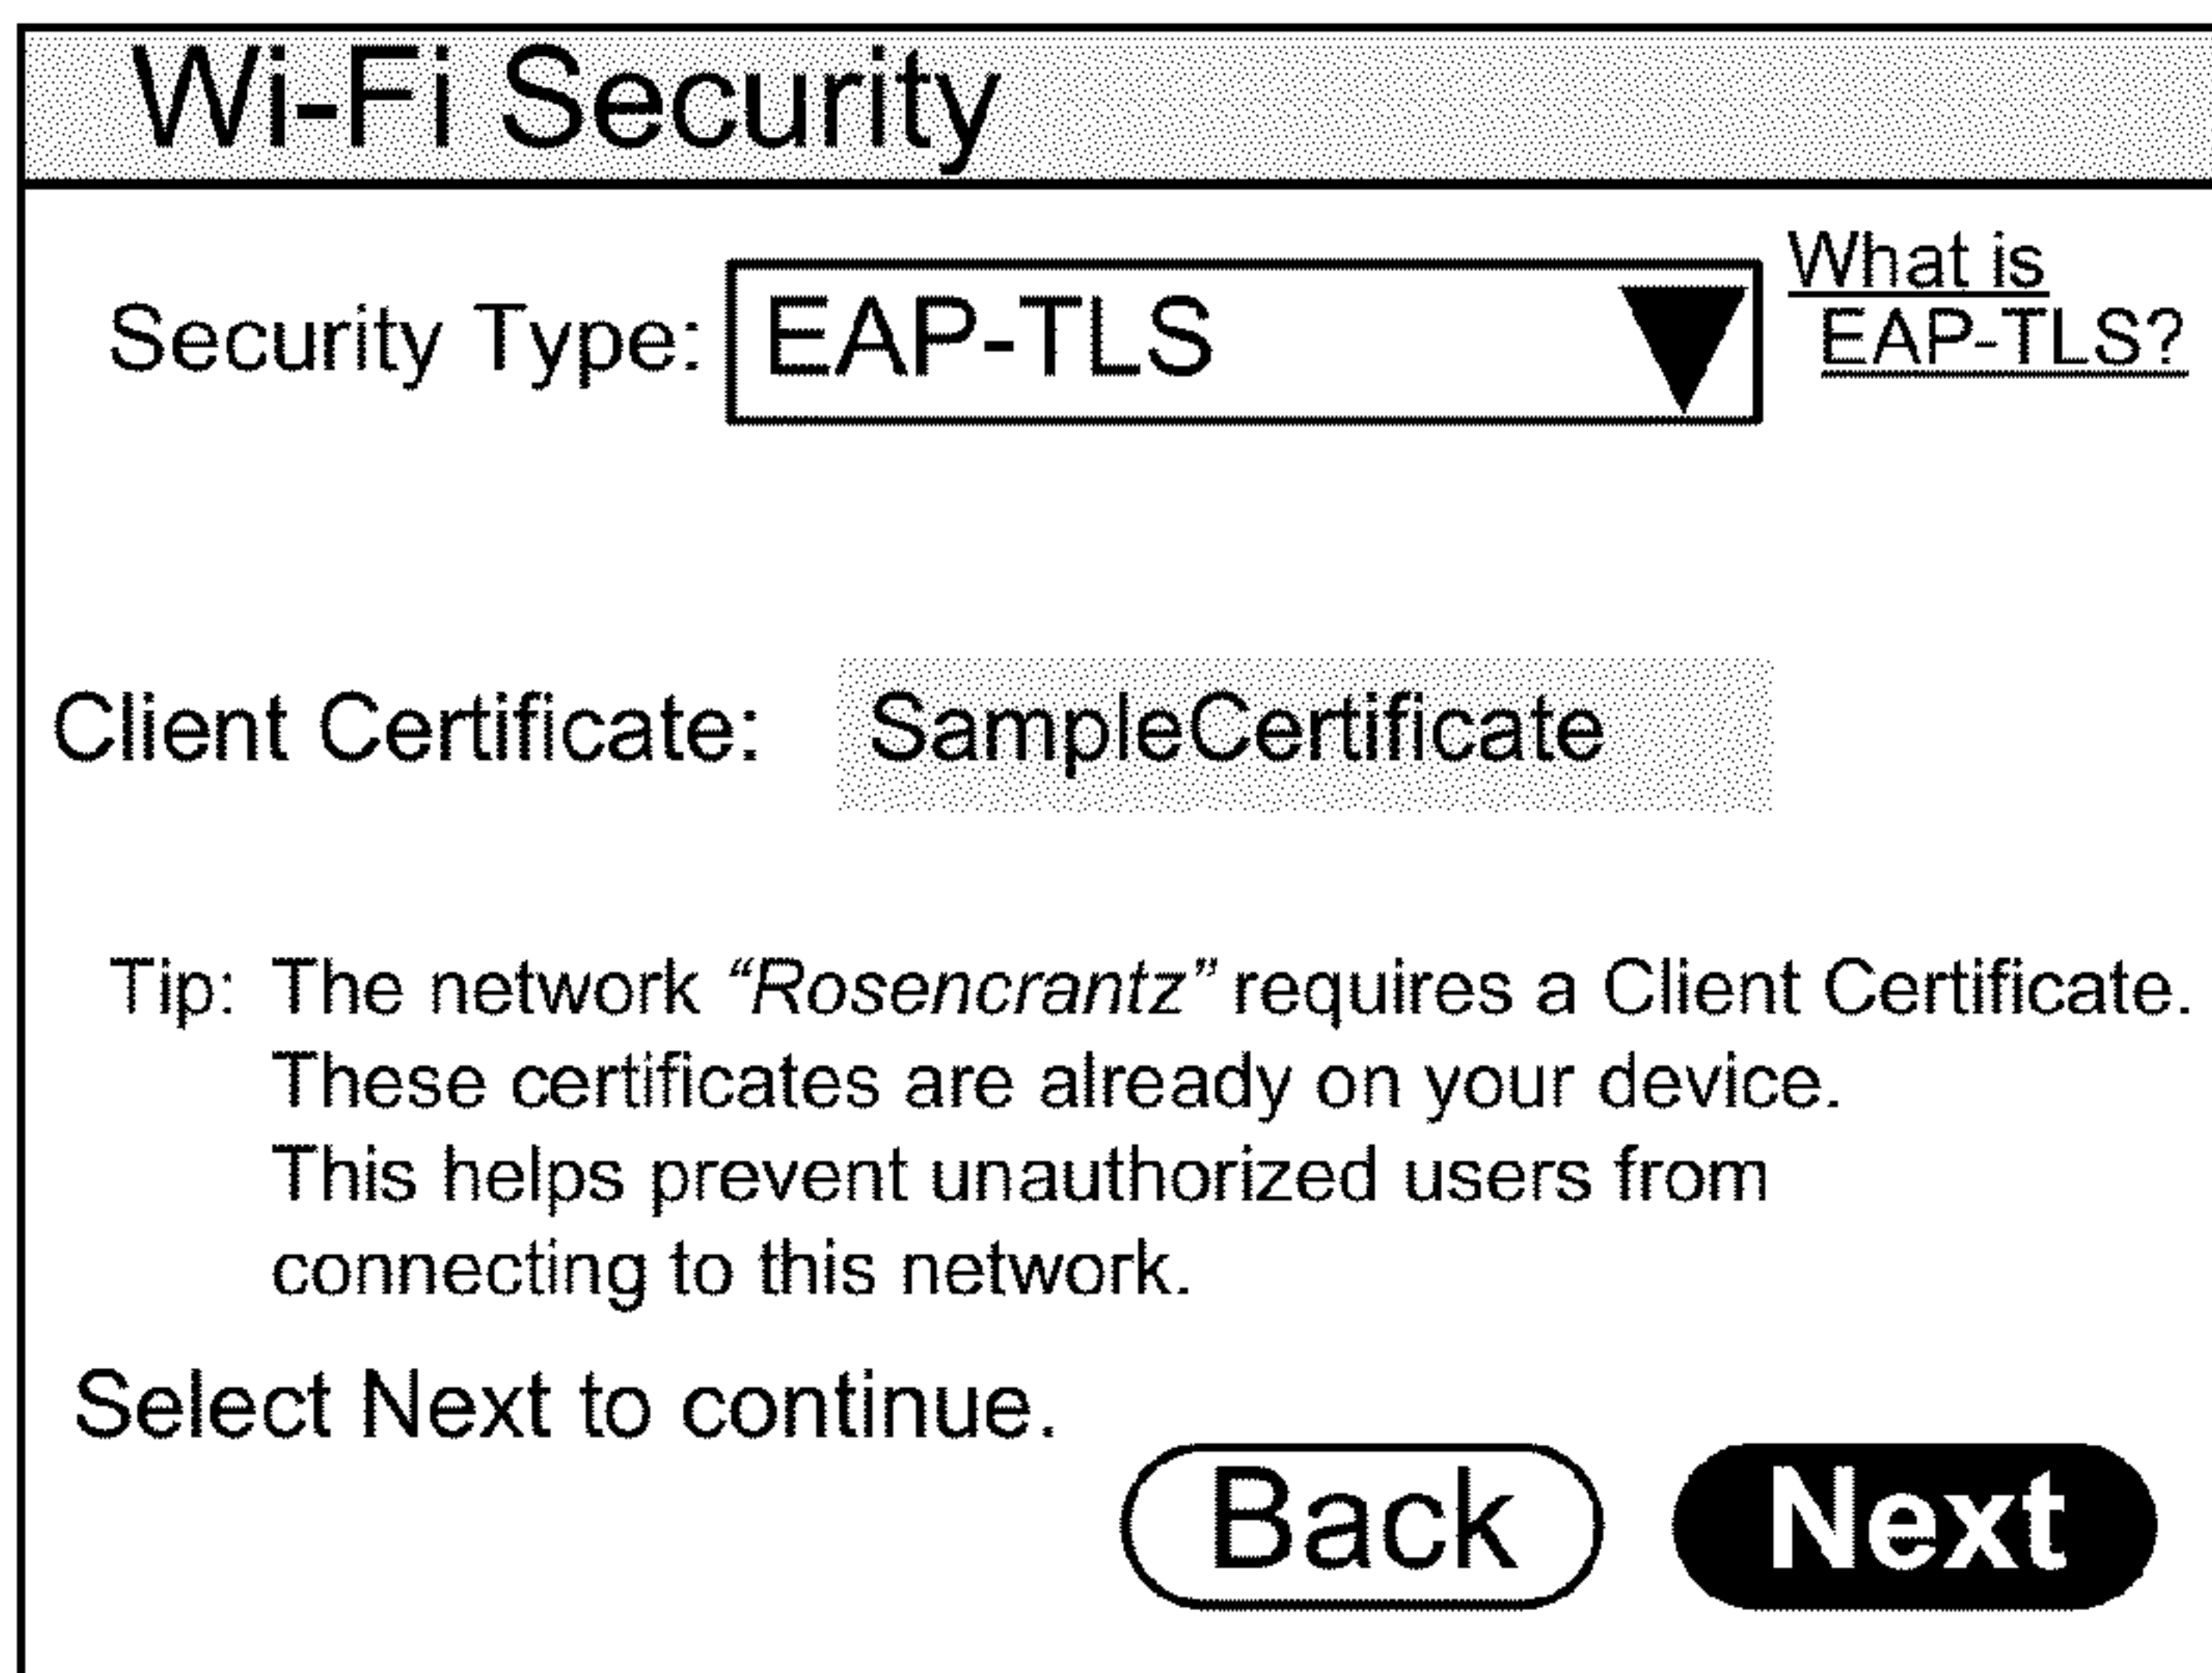 Wi-Fi Security
Security Type: EAP-TLS
What is
EAP-TLS?
Client Certificate: SampleCertificate
Tip: The network “Rosencrantz” requires a Client Certificate.
These certificates are already on your device.
This helps prevent unauthorized users from
connecting to this network.
Select Next to continue.
Back Next